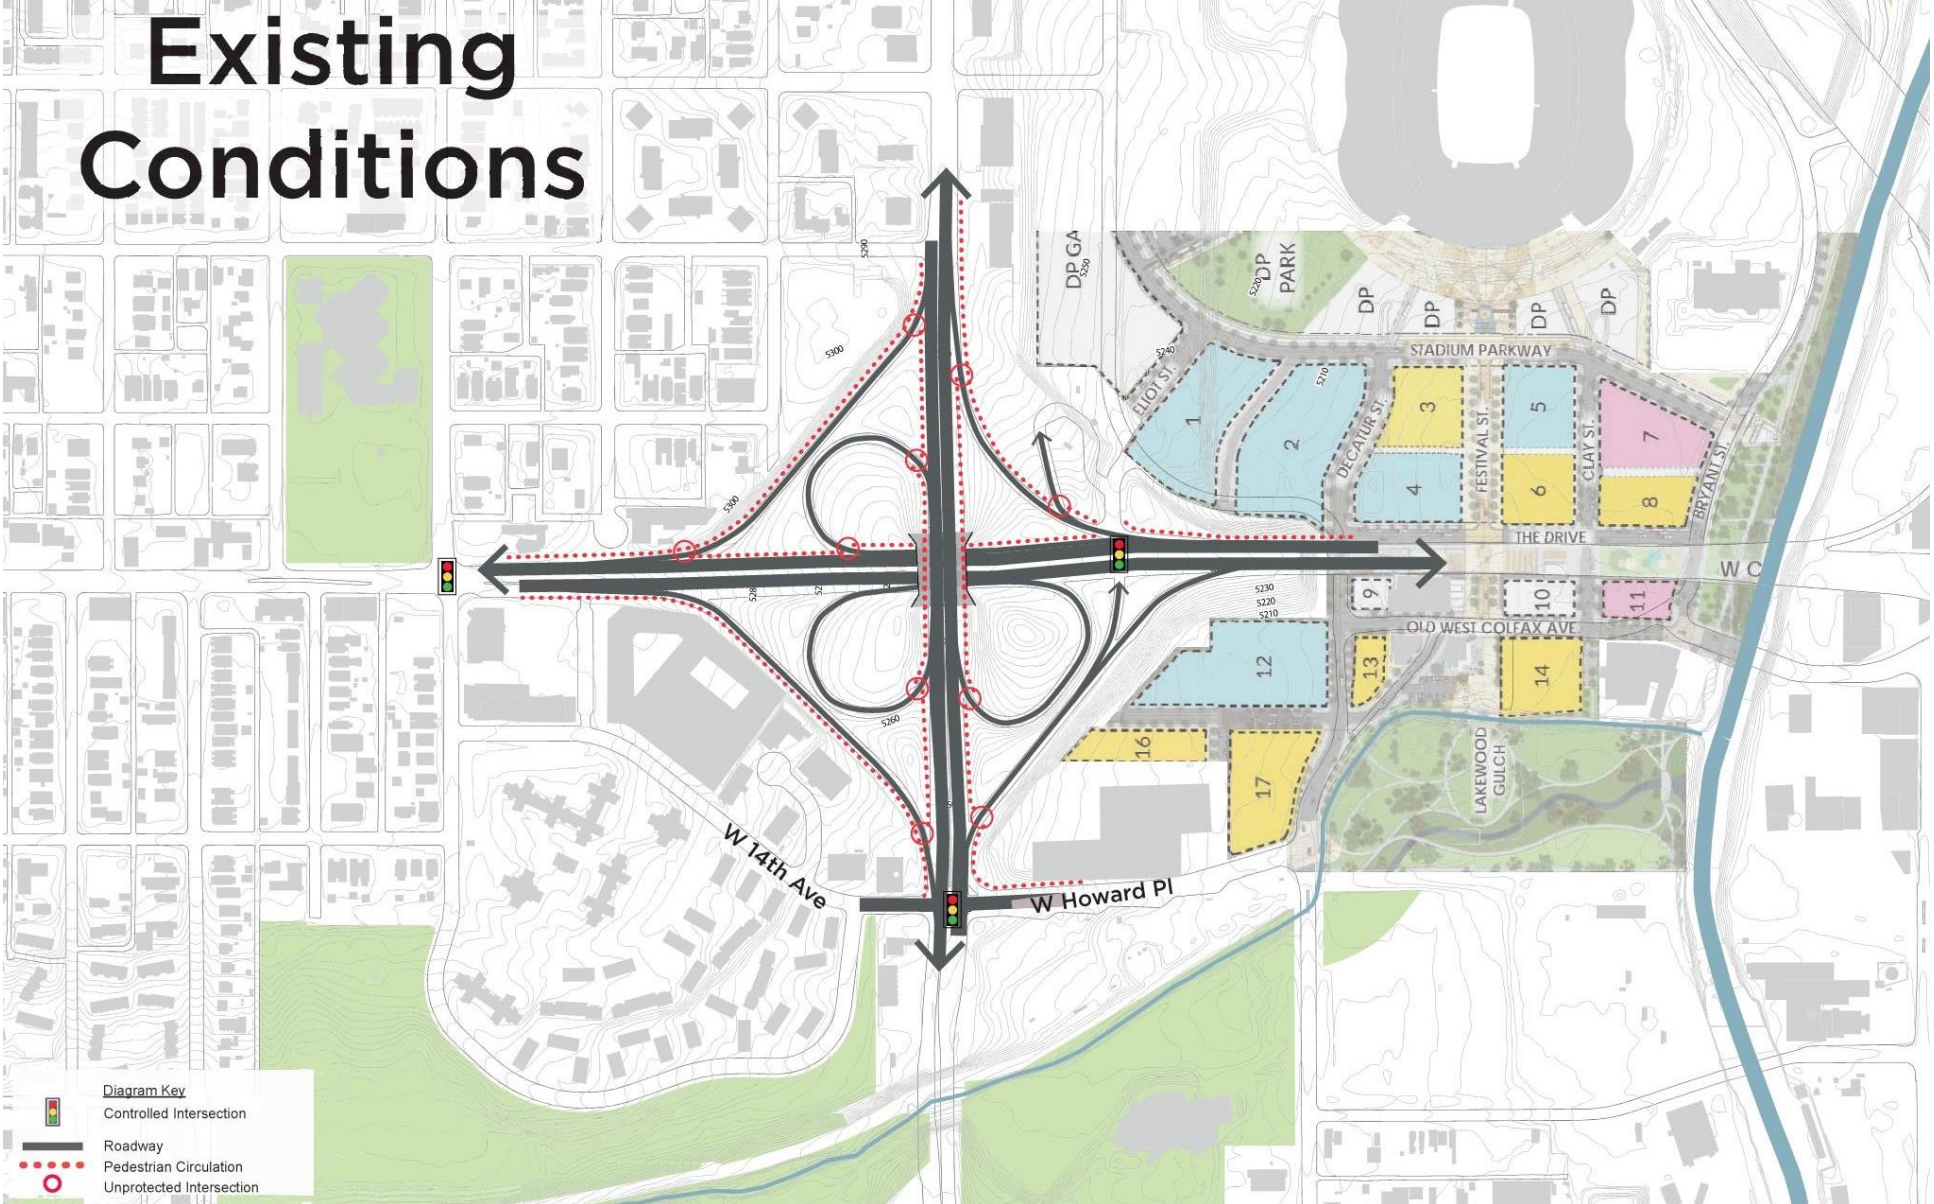 Existing
Conditions
5290
5300
5300
DP GA
5250
DP
PARK
5220
DP
DP
DP
DP
STADIUM PARKWAY
5240
ELIOT ST.
5210
1
2
DECATUR ST.
3
4
FESTIVAL ST.
5
6
CLAY ST.
7
8
BRYANT ST.
THE DRIVE
W C
5230
5220
5210
9
10
11
OLD WEST COLFAX AVE.
12
13
14
16
17
LAKEWOOD
GULCH
528
52
5260
W 14th Ave
W Howard Pl
Diagram Key
Controlled Intersection
Roadway
Pedestrian Circulation
Unprotected Intersection